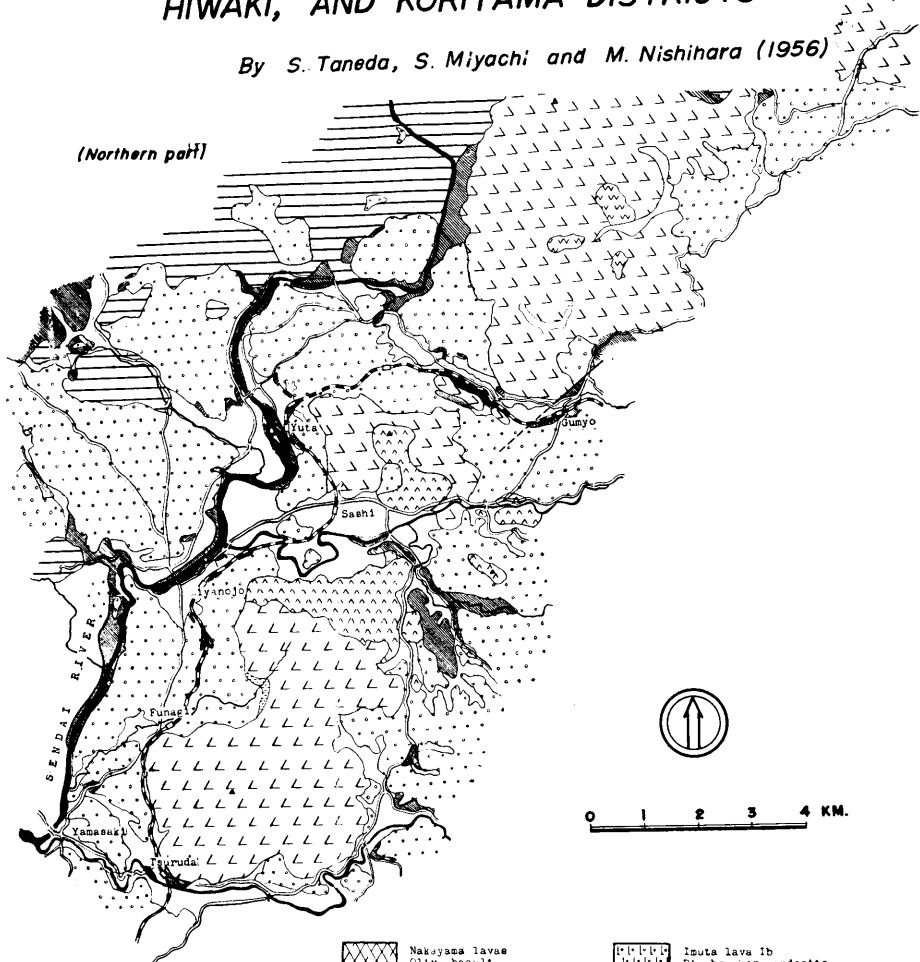 HIWAKI, AND KORIYAMA DISTRICTS
By S. Taneda, S. Miyachi and M. Nishihara (1956)
(Northern part)
Yuta
Gumyo
Sashi
iyanojo
SENDAI RIVER
Funagi
Yamasaki
Tsuruda
0 1 2 3 4 KM.
Nakayama lavas
Imuta lava Ib